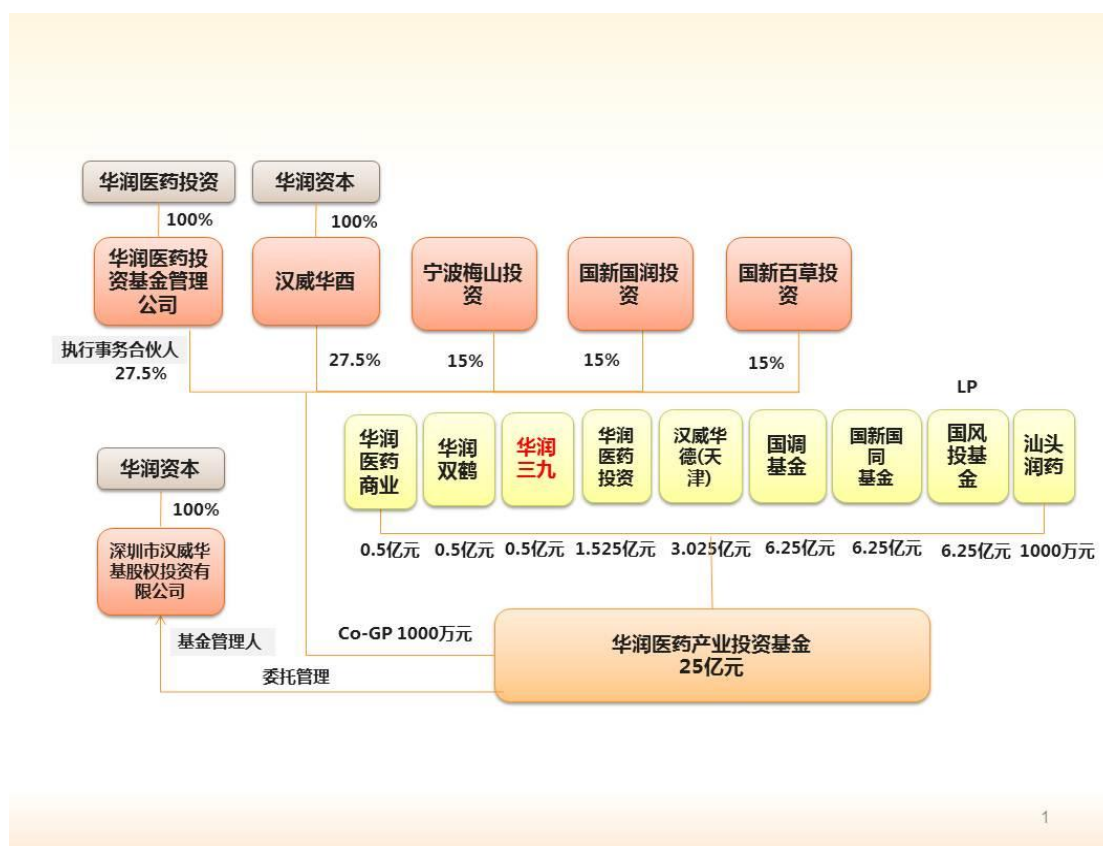 华润医药投资
华润资本
100%
100%
华润医药投
资基金管理
公司
汉威华酉
宁波梅山投
资
国新国润投
资
国新百草投
资
执行事务合伙人
27.5%
27.5%
15%
15%
15%
LP
华润
医药
商业
华润
双鹤
华润
三九
华润
医药
投资
汉威华
德(天
津)
国调
基金
国新国
同
基金
国风
投基
金
汕头
润药
华润资本
100%
0.5亿元
0.5亿元
0.5亿元
1.525亿元
3.025亿元
6.25亿元
6.25亿元
6.25亿元
1000万元
深圳市汉威华
基股权投资有
限公司
基金管理人
Co-GP 1000万元
华润医药产业投资基金
25亿元
委托管理
1